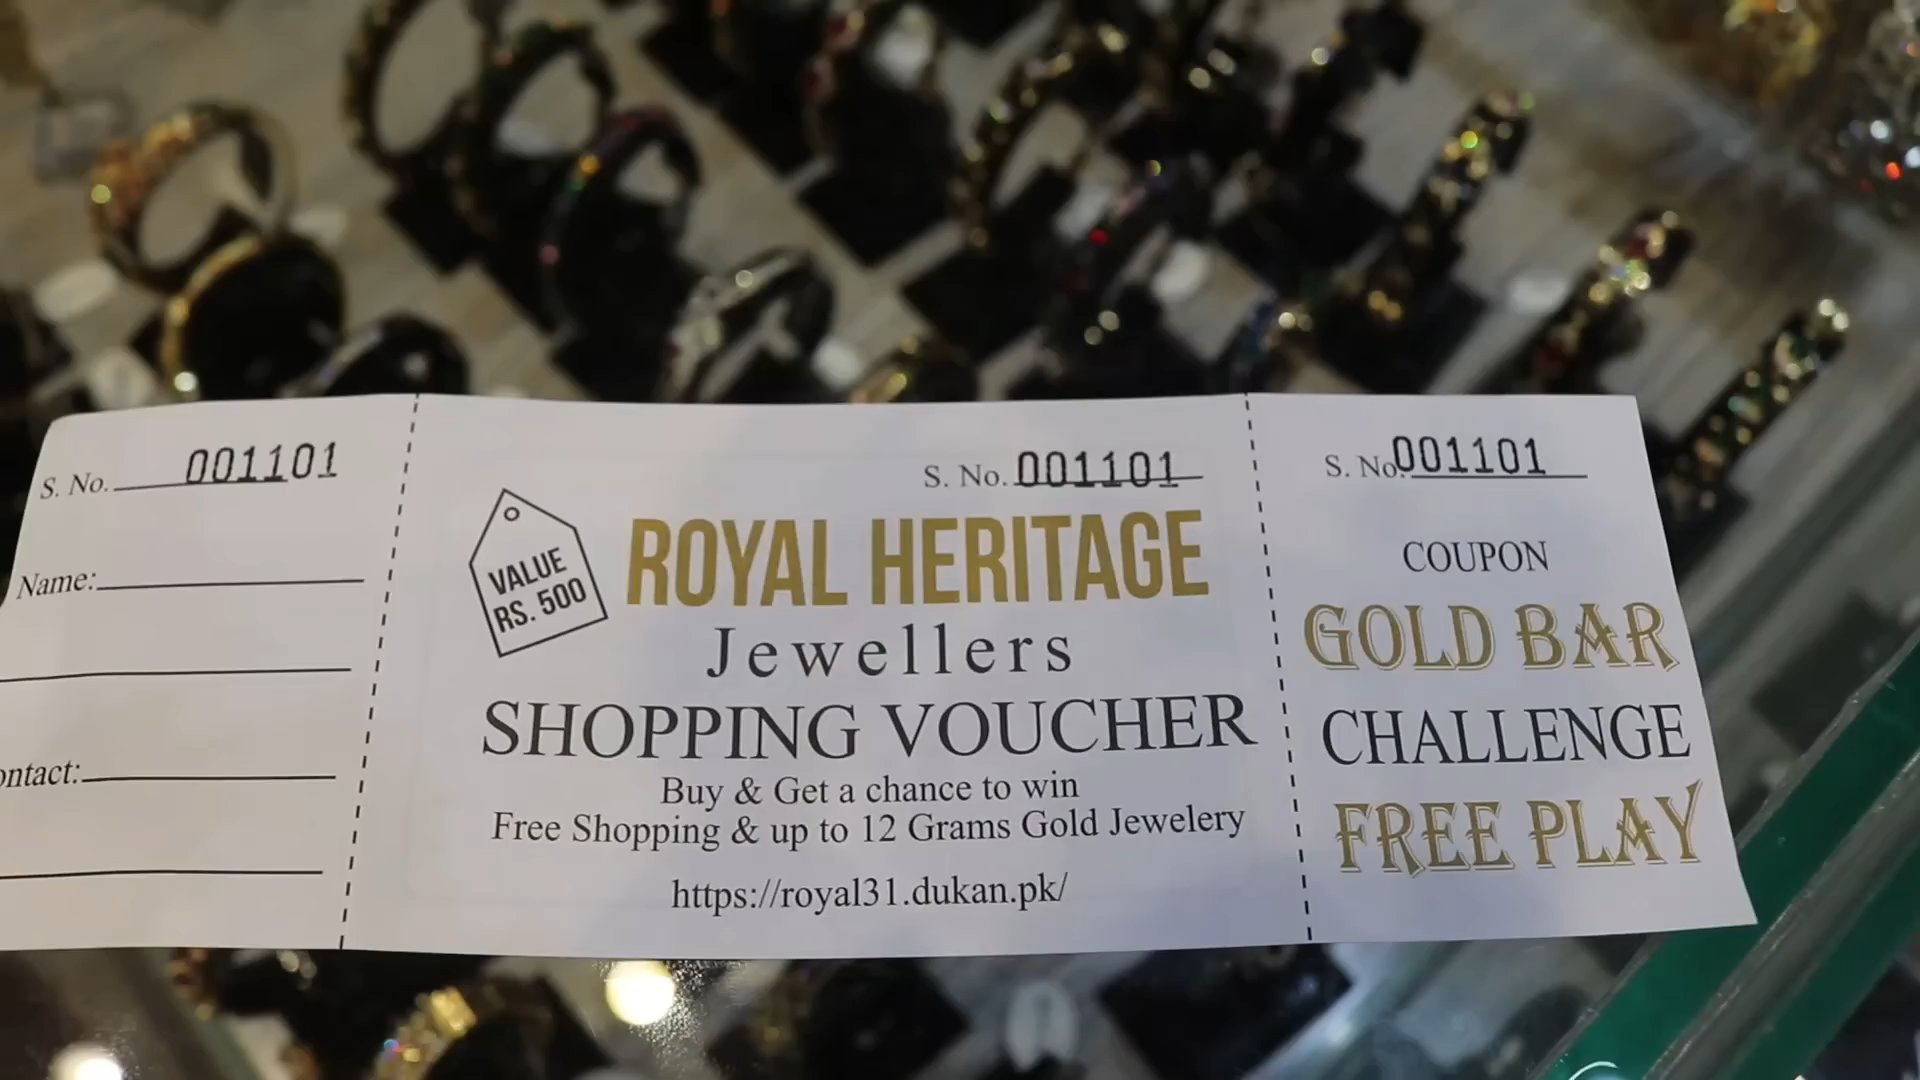 S. No. 001101
Name:
ontact:
S. No. 001101
VALUE
RS. 500
ROYAL HERITAGE
Jewellers
SHOPPING VOUCHER
Buy & Get a chance to win
Free Shopping & up to 12 Grams Gold Jewelery
https://royal31.dukan.pk/
S. No. 001101
COUPON
GOLD BAR
CHALLENGE
FREE PLAY